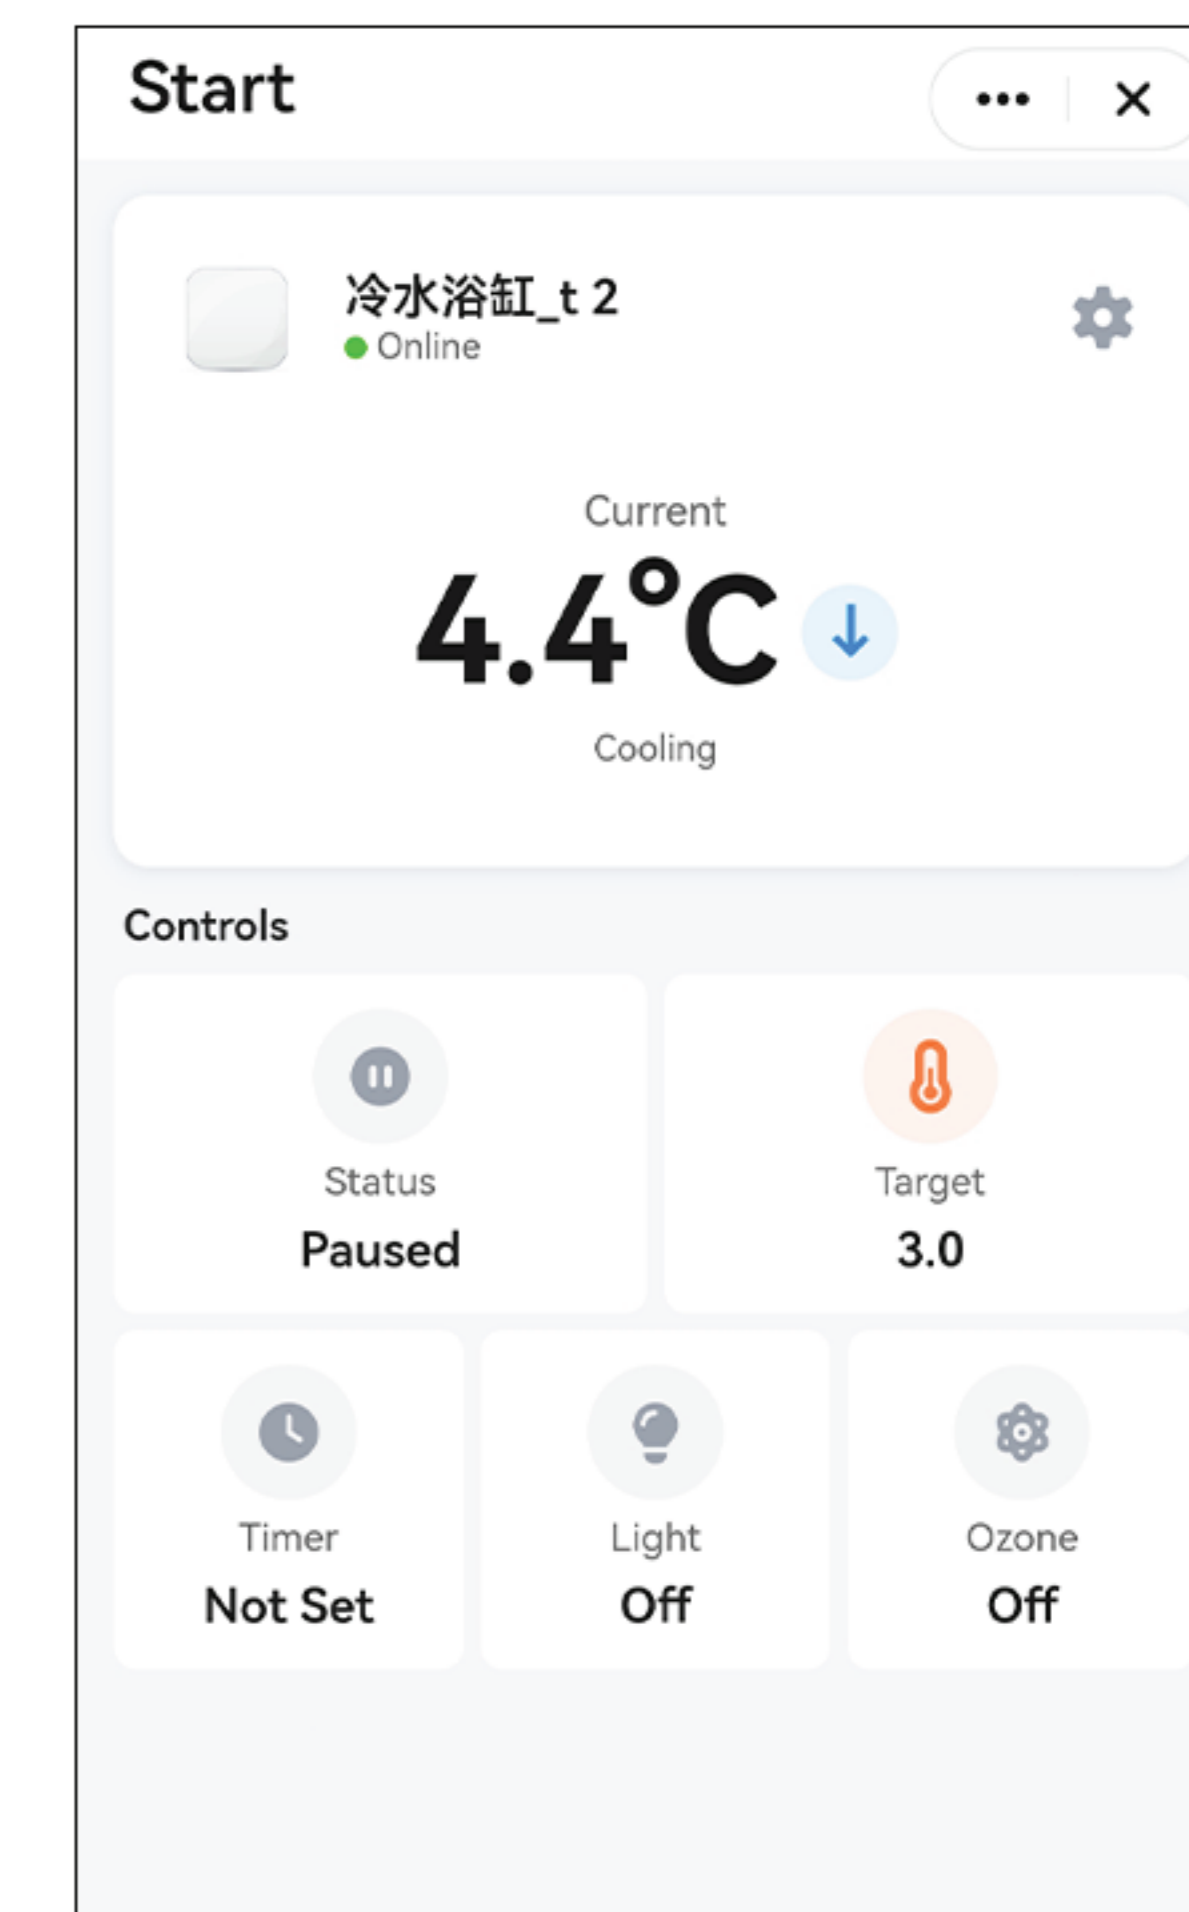 Start
冷水浴缸_t 2
Online
Current
4.4°C
Cooling
Controls
Status
Paused
Target
3.0
Timer
Not Set
Light
Off
Ozone
Off